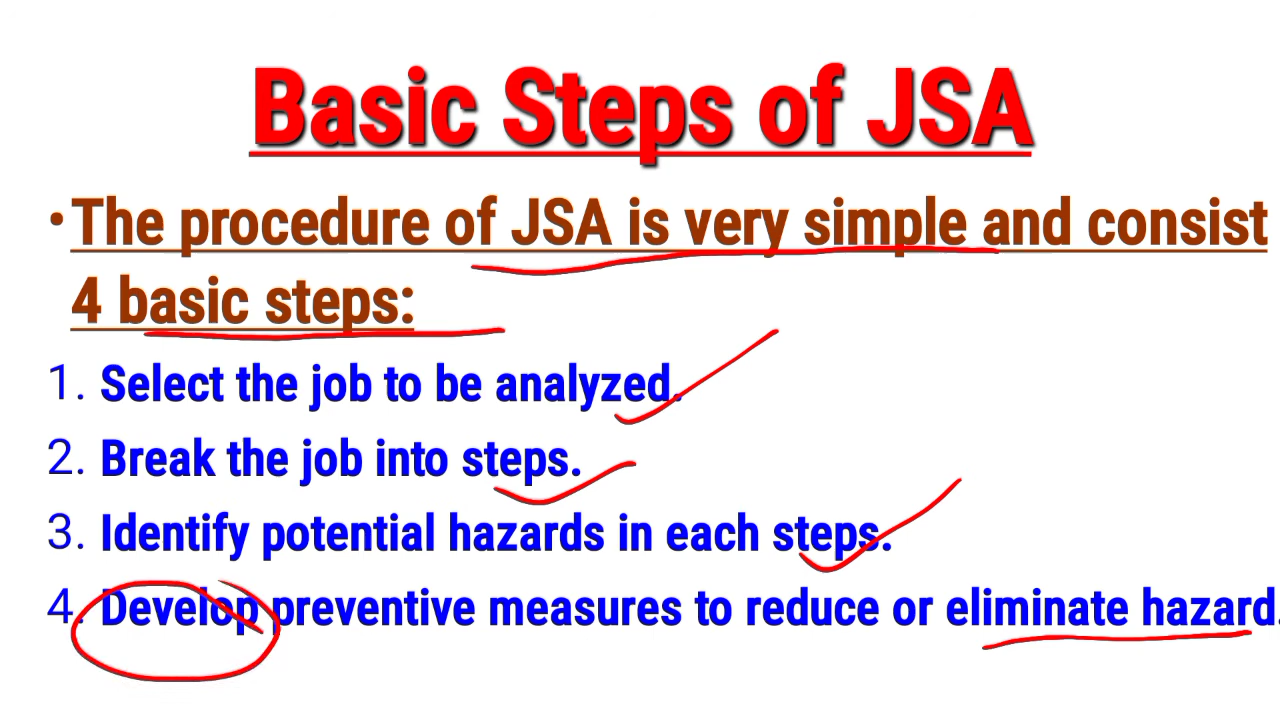 Basic Steps of JSA
•The procedure of JSA is very simple and consist
4 basic steps:
1. Select the job to be analyzed.
2. Break the job into steps.
3. Identify potential hazards in each steps.
4. Develop preventive measures to reduce or eliminate hazard.